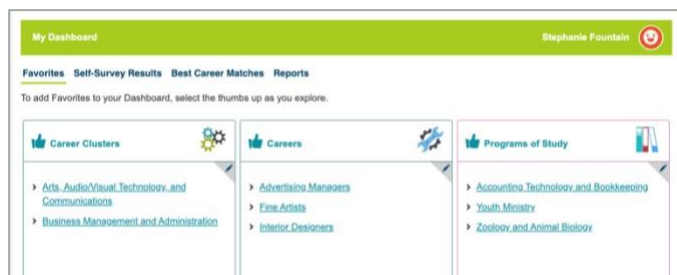 My Dashboard
Stephanie Fountain
Favorites Self-Survey Results Best Career Matches Reports
To add Favorites to your Dashboard, select the thumbs up as you explore.
Career Clusters
Arts, Audio/Visual Technology, and
Communications
Business Management and Administration
Careers
Advertising Managers
Fine Artists
Interior Designers
Programs of Study
Accounting Technology and Bookkeeping
Youth Ministry
Zoology and Animal Biology